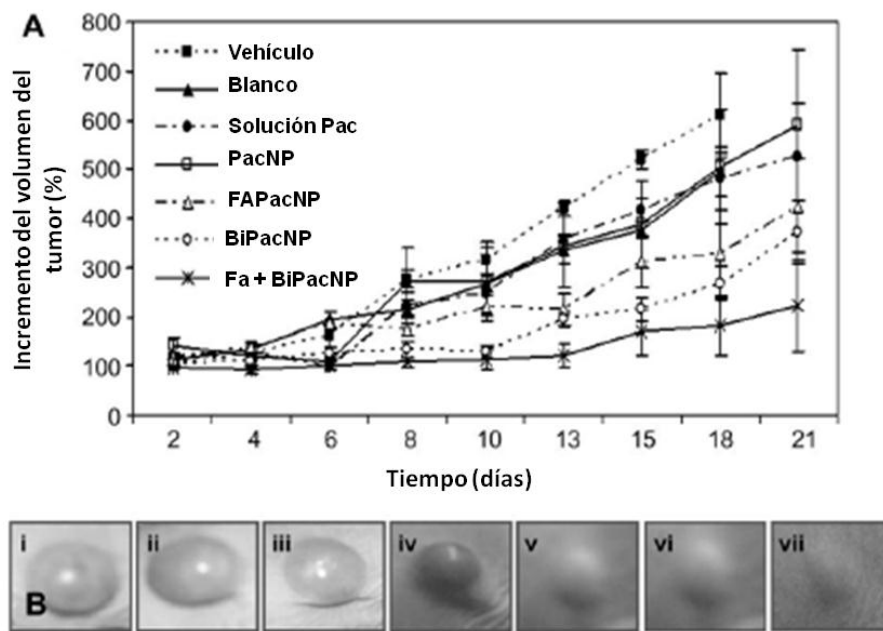 A
Incremento del volumen del
tumor (%)
800
700
600
500
400
300
200
100
0
Vehículo
Blanco
Solución Pac
PacNP
FAPacNP
BiPacNP
Fa + BiPacNP
2 4 6 8 10 13 15 18 21
Tiempo (días)
i ii iii iv v vi vii
B